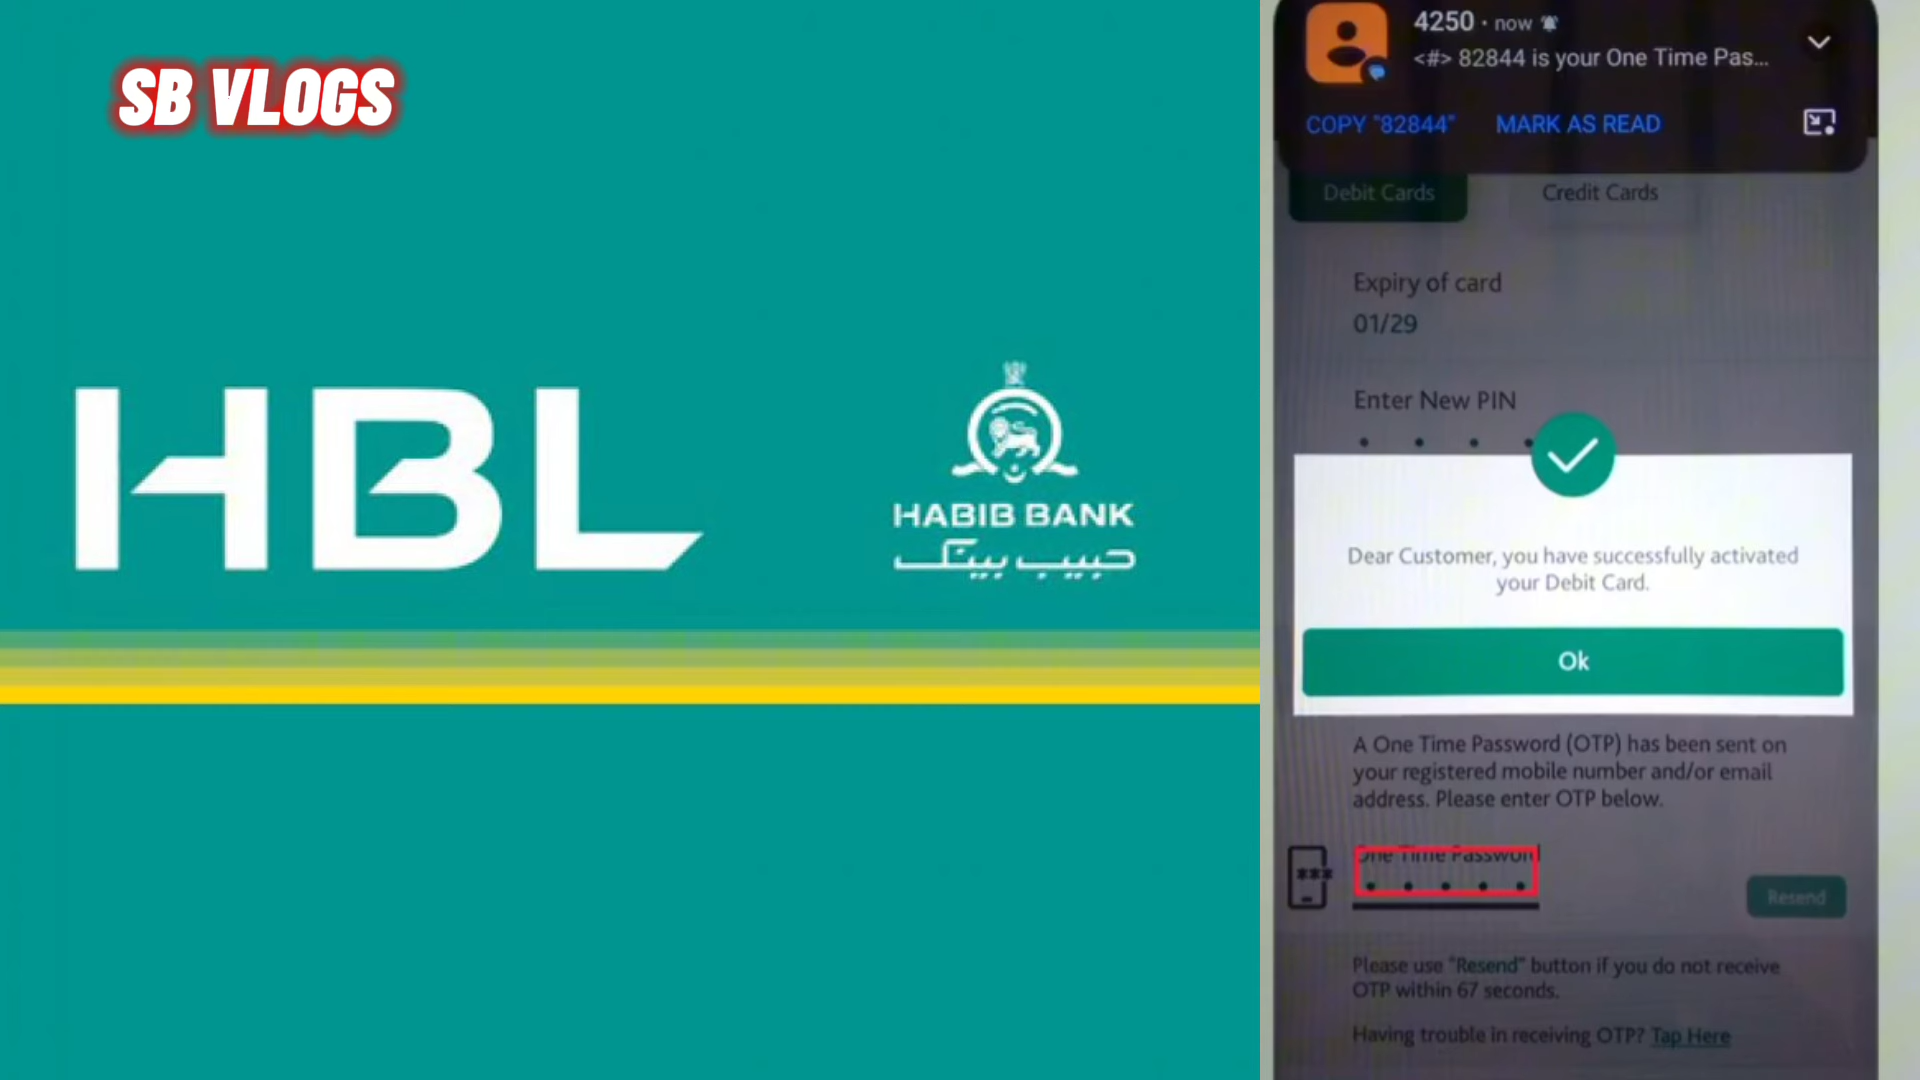 SB VLOGS
HBL
HABIB BANK
حبیب بینک
4250 · now
<#> 82844 is your One Time Pas...
COPY "82844" MARK AS READ
Debit Cards Credit Cards
Expiry of card
01/29
Enter New PIN
Dear Customer, you have successfully activated
your Debit Card.
Ok
A One Time Password (OTP) has been sent on
your registered mobile number and/or email
address. Please enter OTP below.
One Time Password
***
Resend
Please use "Resend" button if you do not receive
OTP within 67 seconds.
Having trouble in receiving OTP? Tap Here